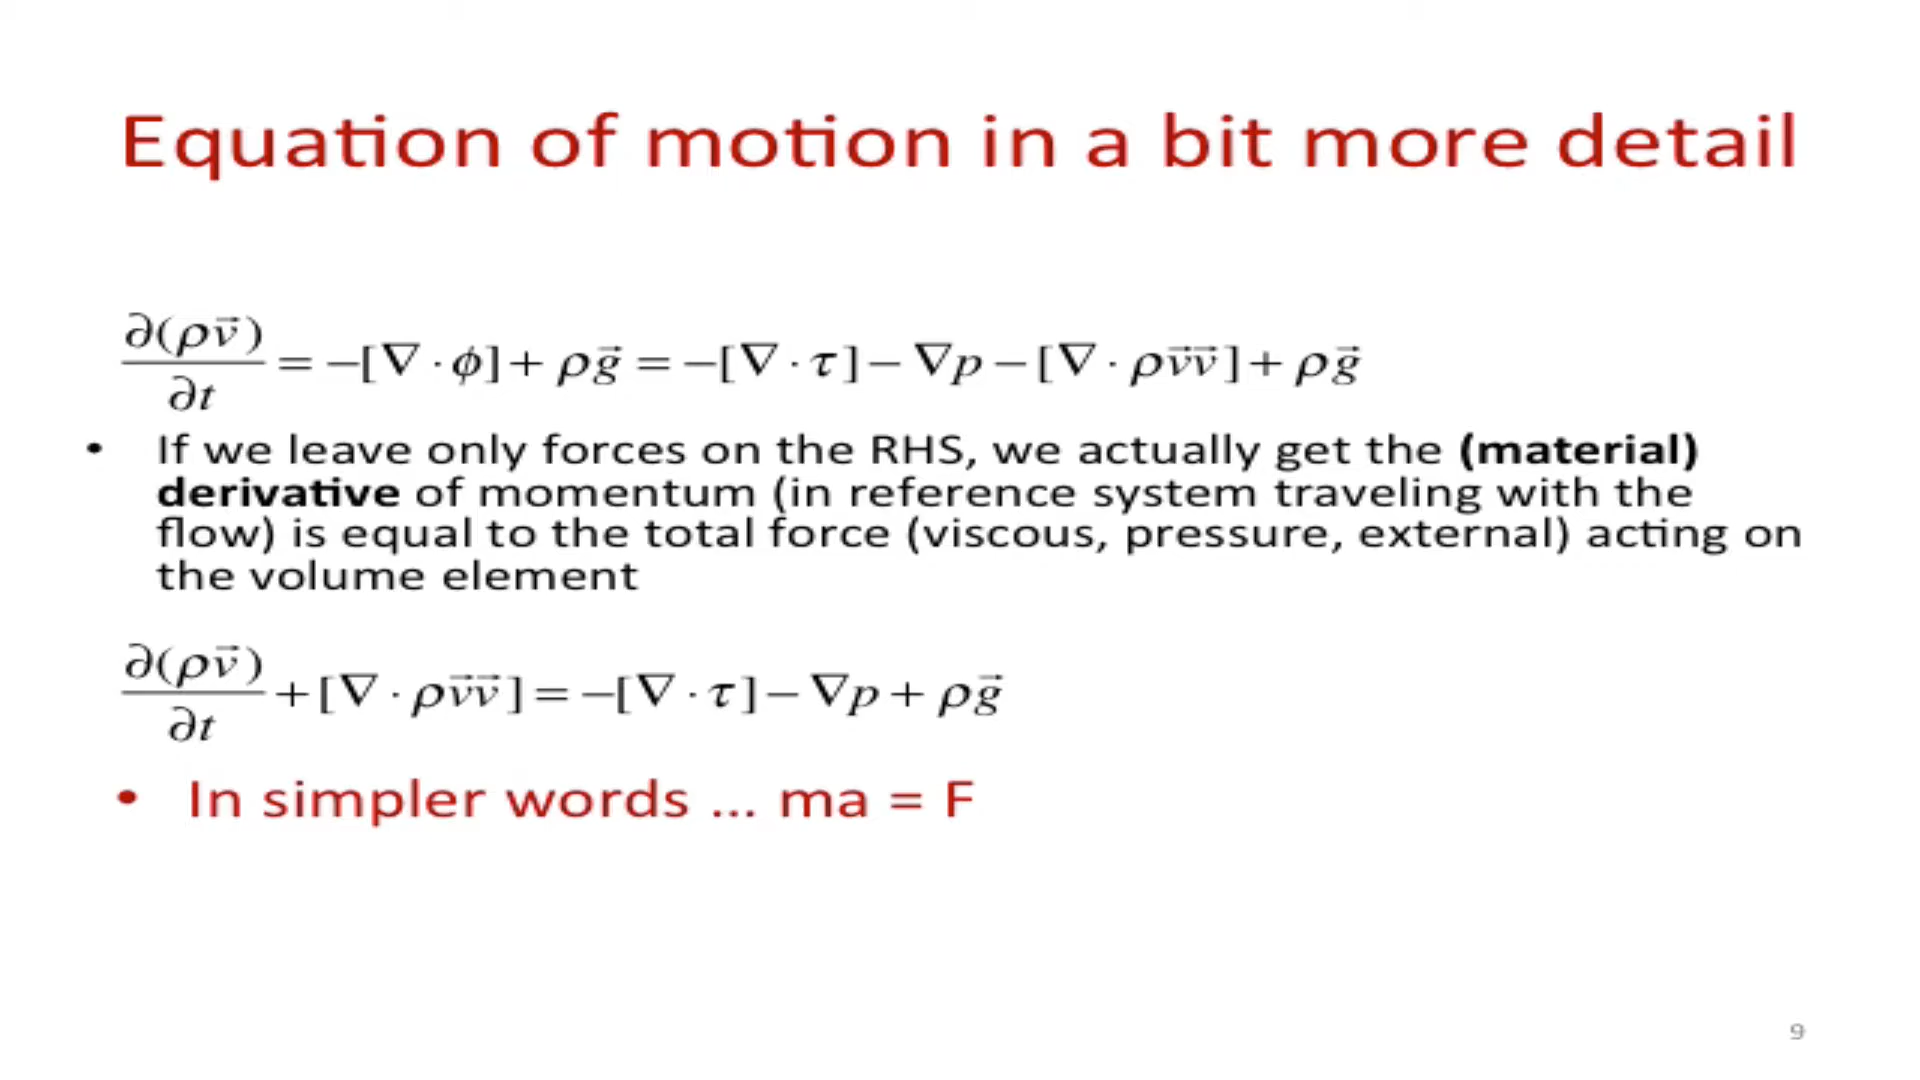 Equation of motion in a bit more detail
∂(ρv⃗)/∂t = −[∇·ϕ] + ρg⃗ = −[∇·τ] − ∇p − [∇·ρv⃗v⃗] + ρg⃗
• If we leave only forces on the RHS, we actually get the (material)
derivative of momentum (in reference system traveling with the
flow) is equal to the total force (viscous, pressure, external) acting on
the volume element
∂(ρv⃗)/∂t + [∇·ρv⃗v⃗] = −[∇·τ] − ∇p + ρg⃗
• In simpler words ... ma = F
9